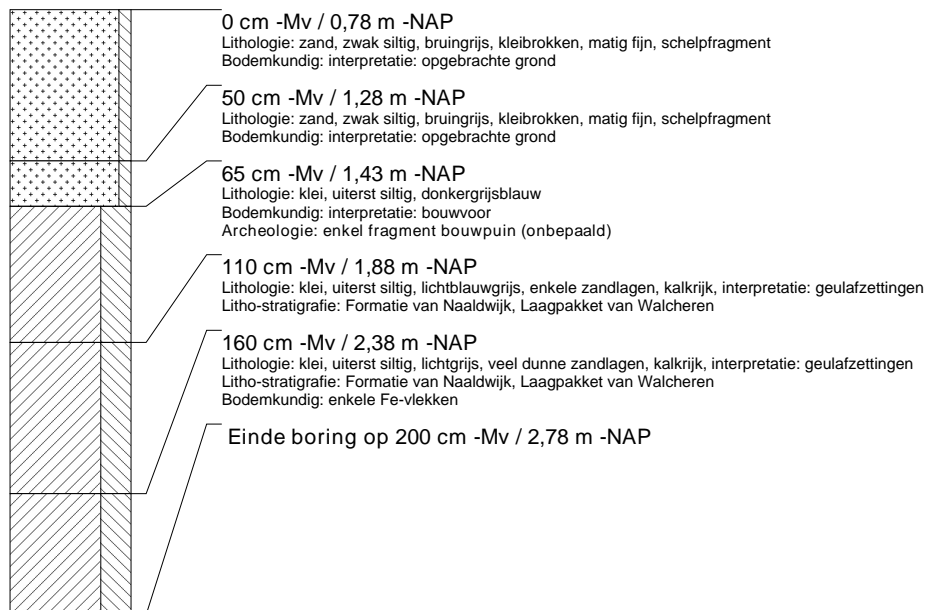 0 cm -Mv / 0,78 m -NAP
Lithologie: zand, zwak siltig, bruingrijs, kleibrokken, matig fijn, schelpfragment
Bodemkundig: interpretatie: opgebrachte grond
50 cm -Mv / 1,28 m -NAP
Lithologie: zand, zwak siltig, bruingrijs, kleibrokken, matig fijn, schelpfragment
Bodemkundig: interpretatie: opgebrachte grond
65 cm -Mv / 1,43 m -NAP
Lithologie: klei, uiterst siltig, donkergrijsblauw
Bodemkundig: interpretatie: bouwvoor
Archeologie: enkel fragment bouwpuin (onbepaald)
110 cm -Mv / 1,88 m -NAP
Lithologie: klei, uiterst siltig, lichtblauwgrijs, enkele zandlagen, kalkrijk, interpretatie: geulafzettingen
Litho-stratigrafie: Formatie van Naaldwijk, Laagpakket van Walcheren
160 cm -Mv / 2,38 m -NAP
Lithologie: klei, uiterst siltig, lichtgrijs, veel dunne zandlagen, kalkrijk, interpretatie: geulafzettingen
Litho-stratigrafie: Formatie van Naaldwijk, Laagpakket van Walcheren
Bodemkundig: enkele Fe-vlekken
Einde boring op 200 cm -Mv / 2,78 m -NAP